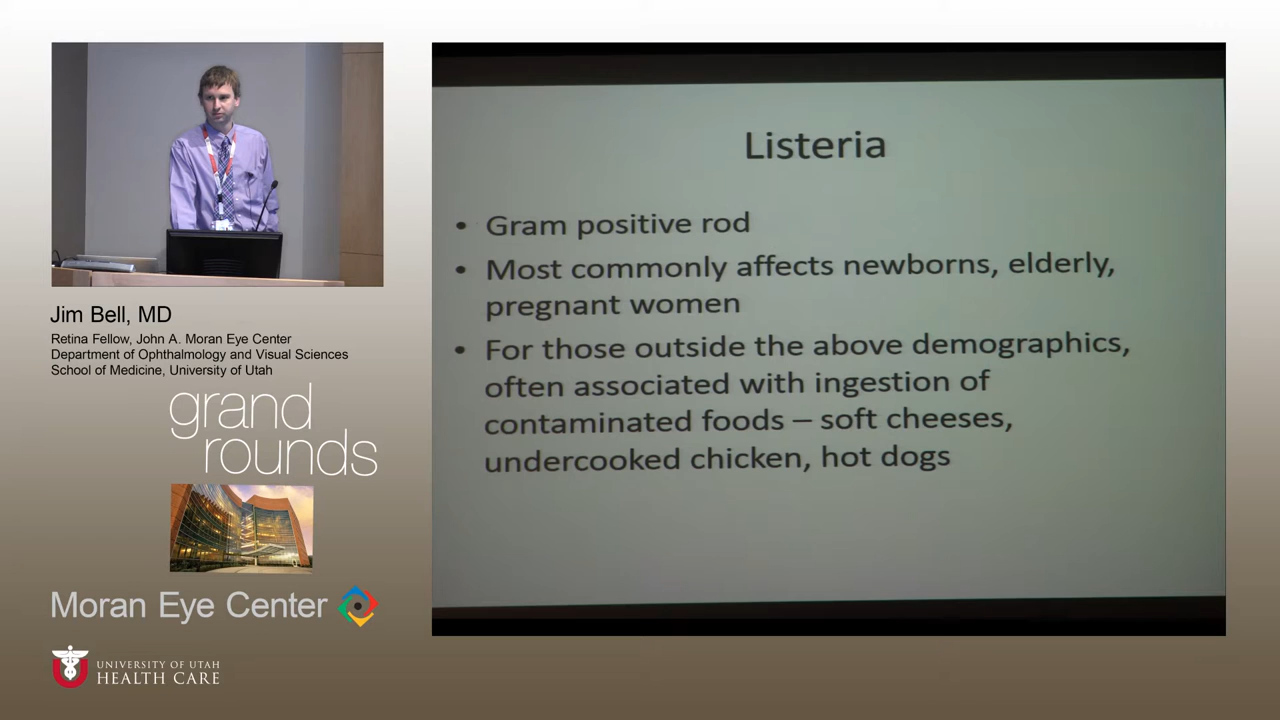 Jim Bell, MD
Retina Fellow, John A. Moran Eye Center
Department of Ophthalmology and Visual Sciences
School of Medicine, University of Utah
grand
rounds
Moran Eye Center
UNIVERSITY OF UTAH
HEALTH CARE
Listeria
• Gram positive rod
• Most commonly affects newborns, elderly,
pregnant women
• For those outside the above demographics,
often associated with ingestion of
contaminated foods – soft cheeses,
undercooked chicken, hot dogs